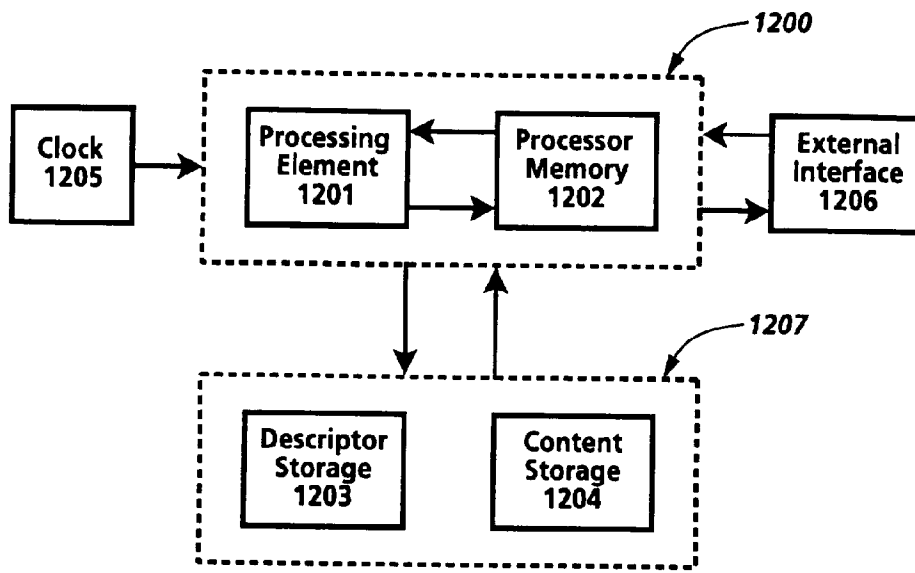 1200
Clock
1205
Processing
Element
1201
Processor
Memory
1202
External
Interface
1206
1207
Descriptor
Storage
1203
Content
Storage
1204